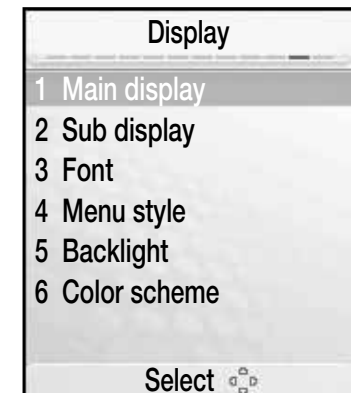 Display
1 Main display
2 Sub display
3 Font
4 Menu style
5 Backlight
6 Color scheme
Select